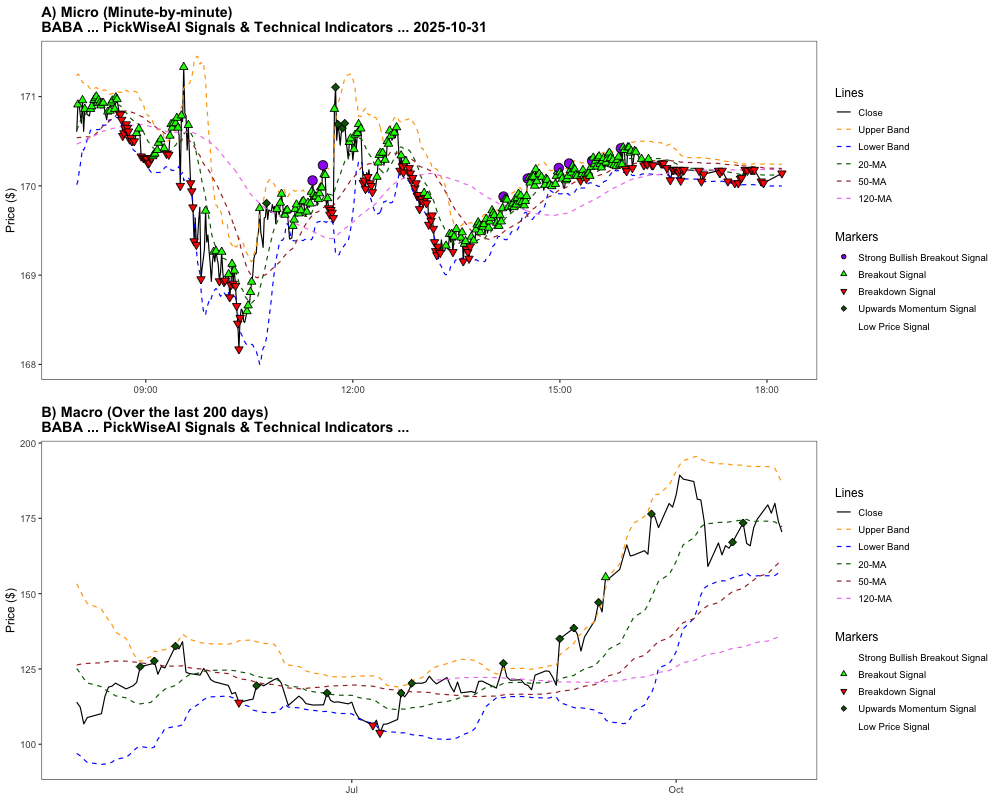 A) Micro (Minute-by-minute)
BABA ... PickWiseAI Signals & Technical Indicators ... 2025-10-31
Price ($)
171
170
169
168
09:00
12:00
15:00
18:00
Lines
Close
Upper Band
Lower Band
20-MA
50-MA
120-MA
Markers
Strong Bullish Breakout Signal
Breakout Signal
Breakdown Signal
Upwards Momentum Signal
Low Price Signal
B) Macro (Over the last 200 days)
BABA ... PickWiseAI Signals & Technical Indicators ...
Price ($)
200
175
150
125
100
Jul
Oct
Lines
Close
Upper Band
Lower Band
20-MA
50-MA
120-MA
Markers
Strong Bullish Breakout Signal
Breakout Signal
Breakdown Signal
Upwards Momentum Signal
Low Price Signal